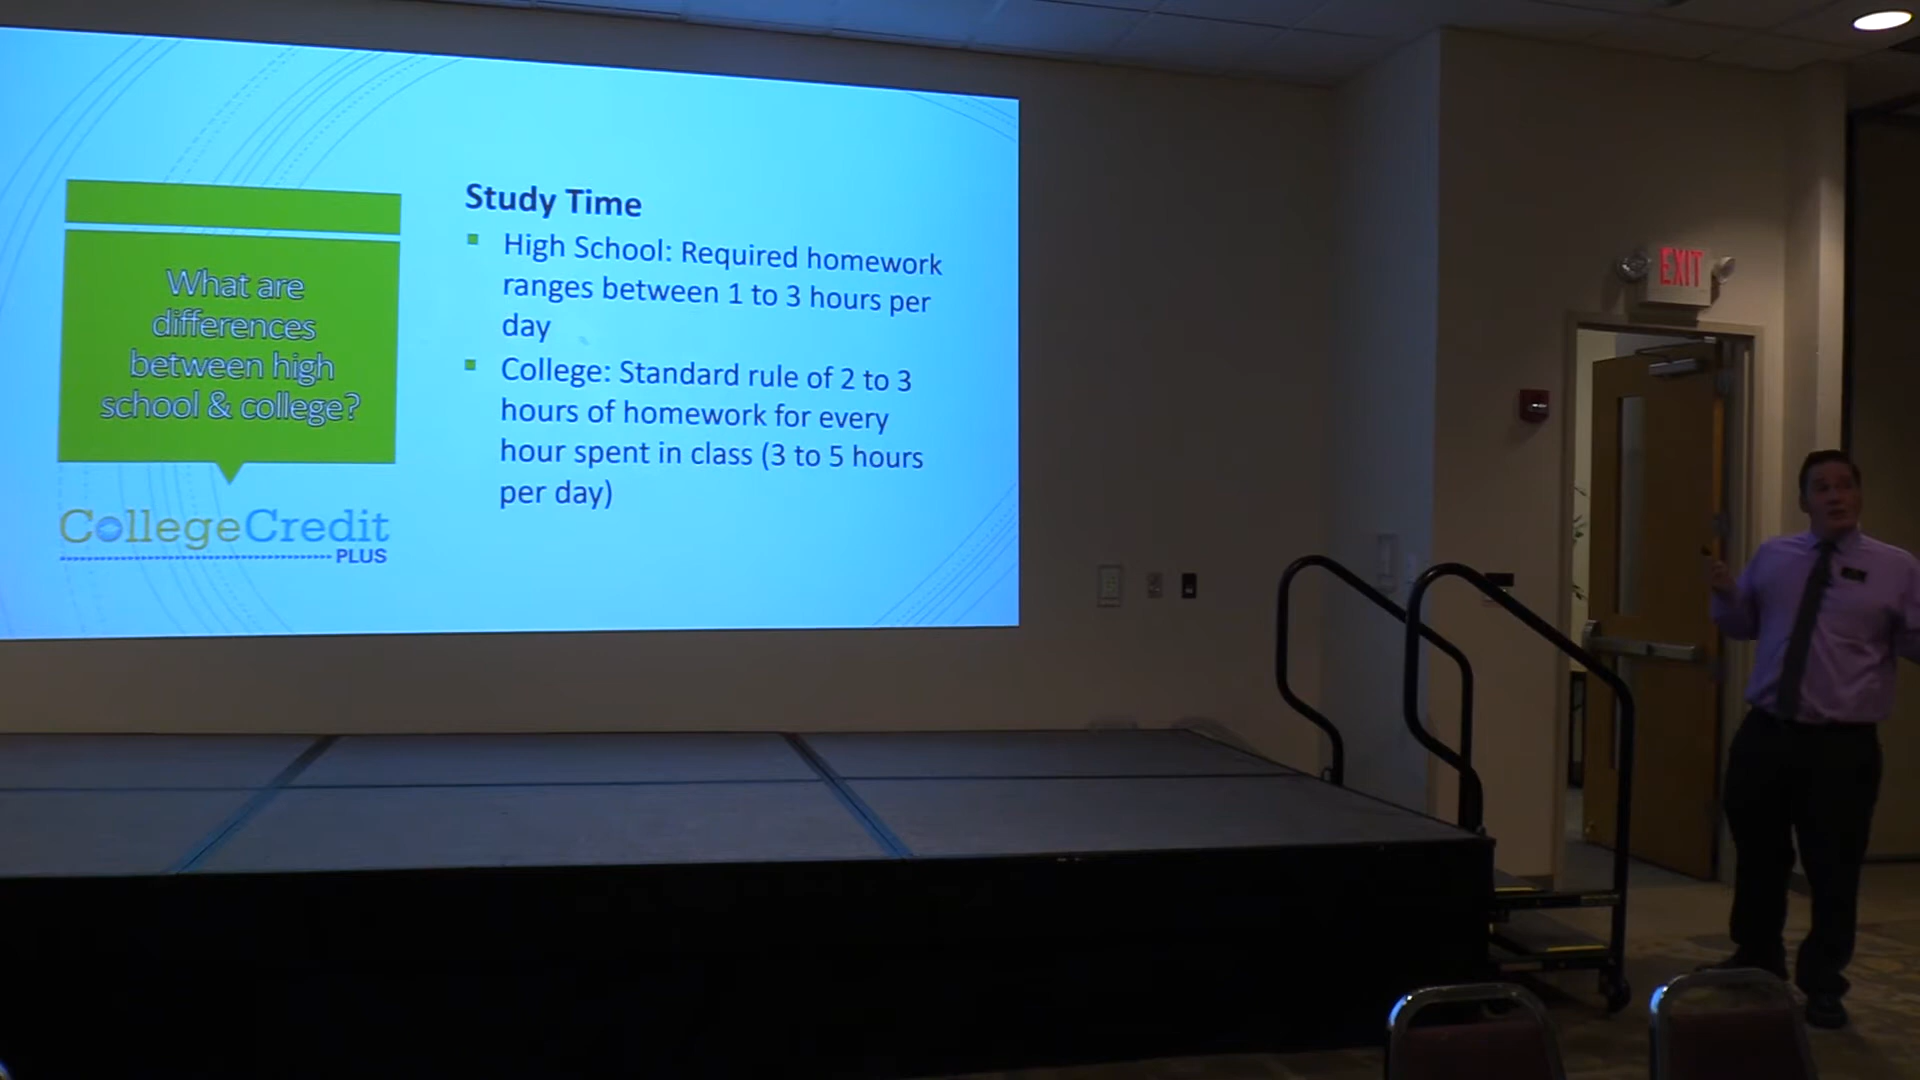 What are
differences
between high
school & college?
CollegeCredit
PLUS
Study Time
High School: Required homework
ranges between 1 to 3 hours per
day
College: Standard rule of 2 to 3
hours of homework for every
hour spent in class (3 to 5 hours
per day)
EXIT